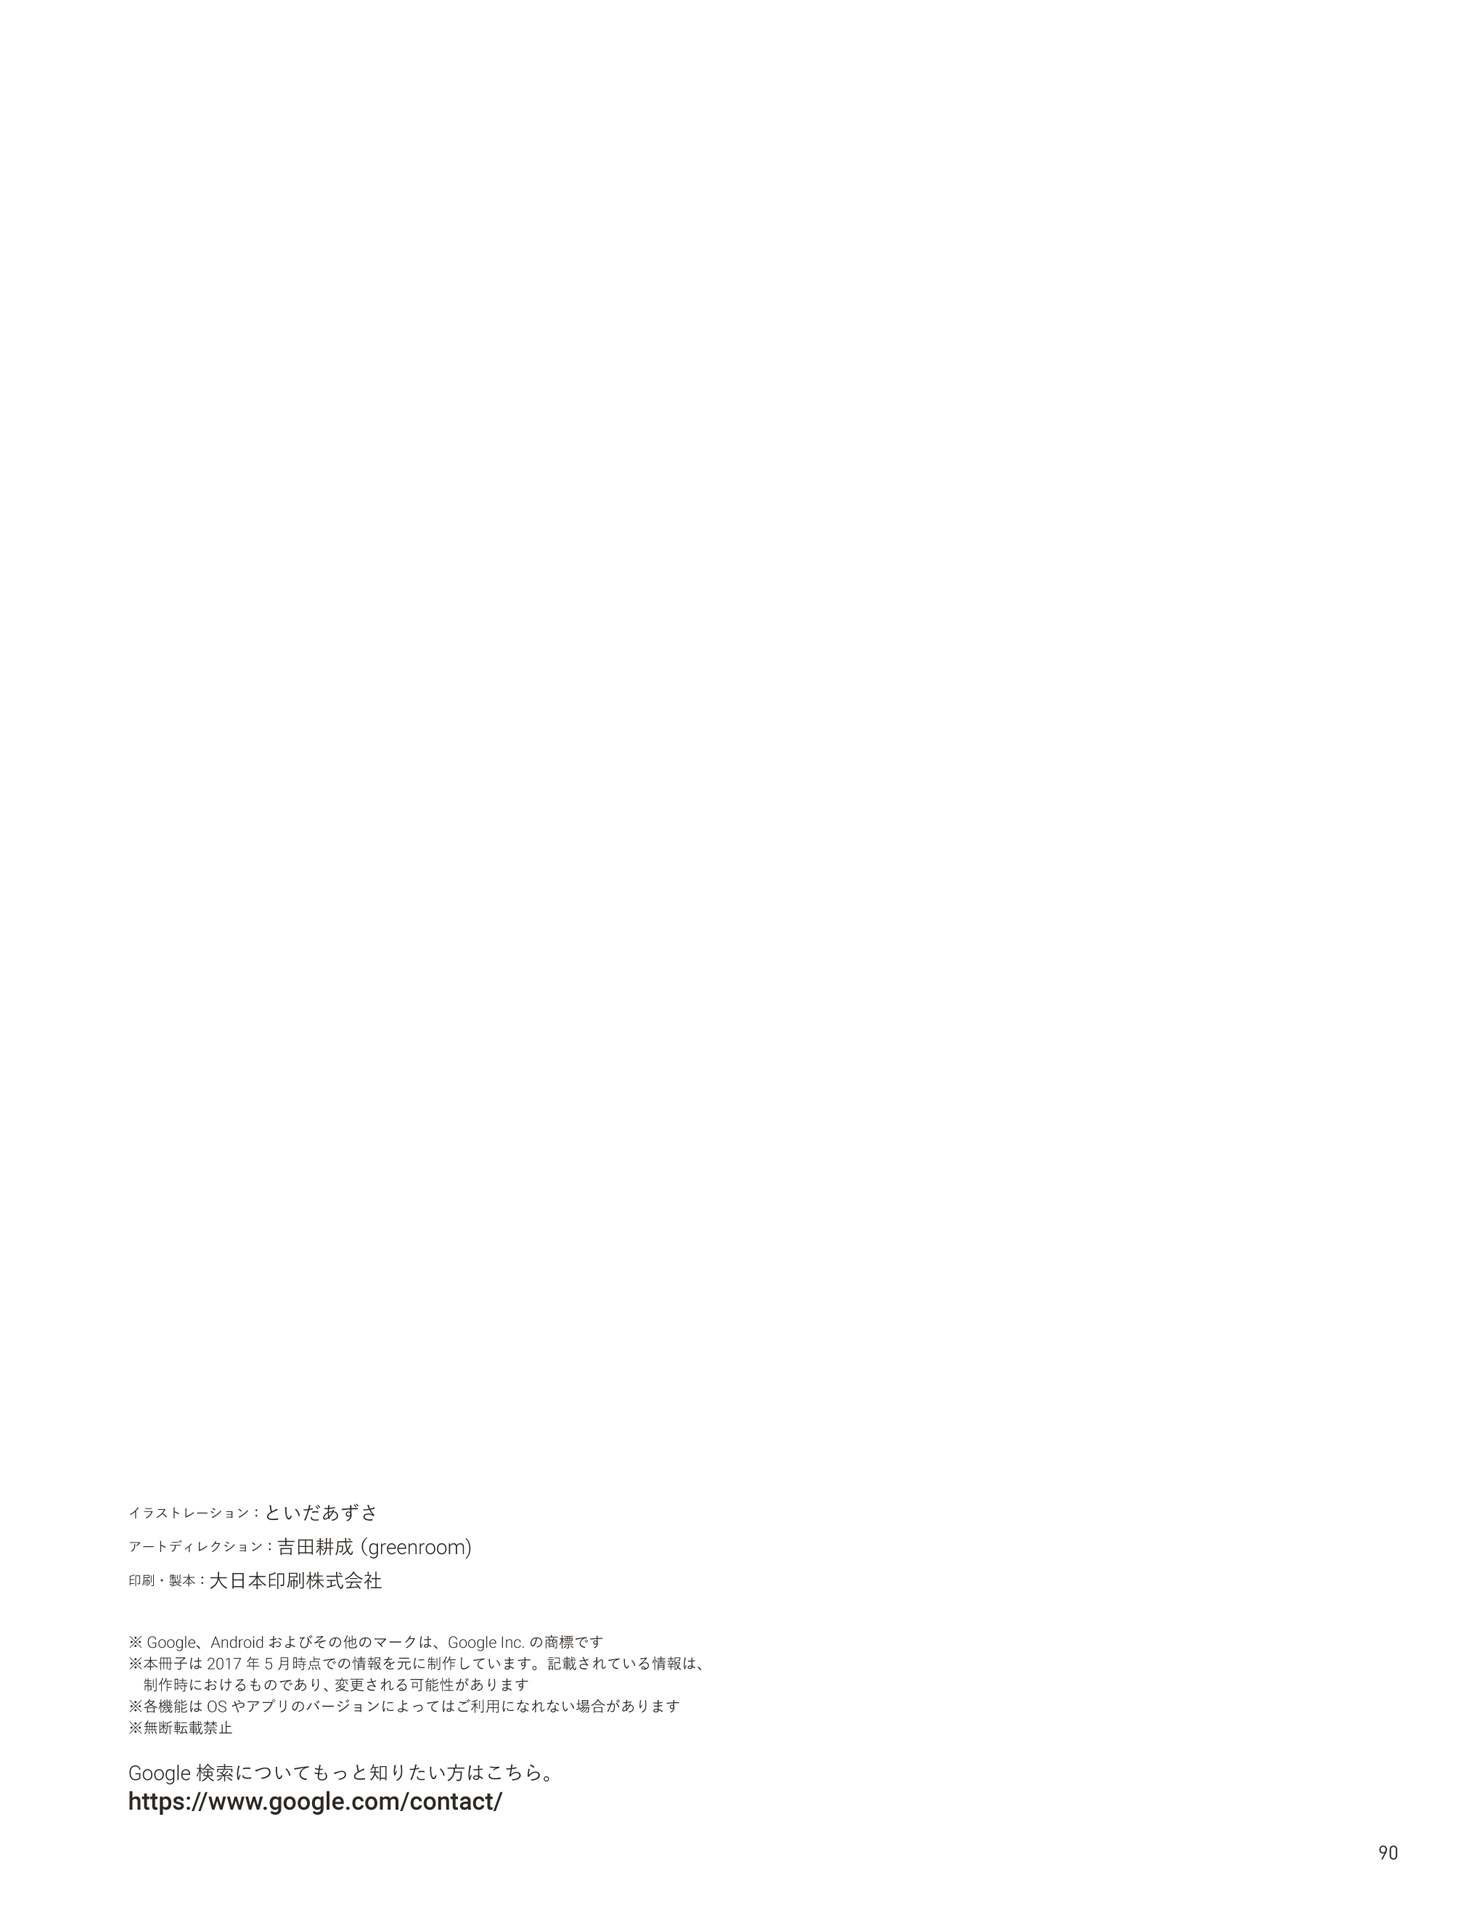 イラストレーション：といだあずさ
アートディレクション：吉田耕成（greenroom)
印刷・製本：大日本印刷株式会社
※ Google、Android およびその他のマークは、Google Inc. の商標です
※本冊子は 2017 年 5 月時点での情報を元に制作しています。記載されている情報は、
制作時におけるものであり、変更される可能性があります
※各機能は OS やアプリのバージョンによってはご利用になれない場合があります
※無断転載禁止
Google 検索についてもっと知りたい方はこちら。
https://www.google.com/contact/
90